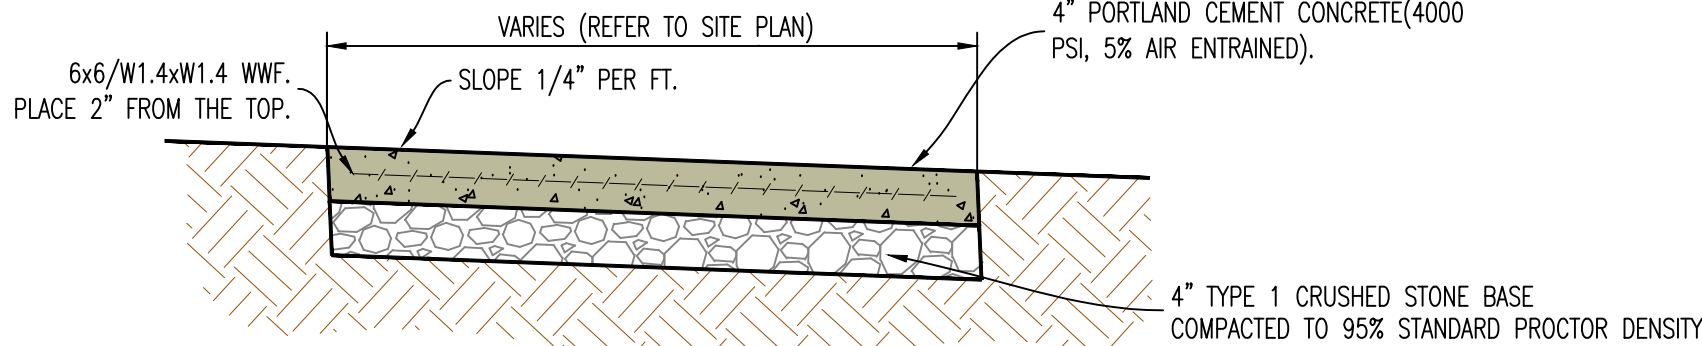 VARIES (REFER TO SITE PLAN)
4" PORTLAND CEMENT CONCRETE(4000
PSI, 5% AIR ENTRAINED).
6x6/W1.4xW1.4 WWF.
PLACE 2" FROM THE TOP.
SLOPE 1/4" PER FT.
4" TYPE 1 CRUSHED STONE BASE
COMPACTED TO 95% STANDARD PROCTOR DENSITY